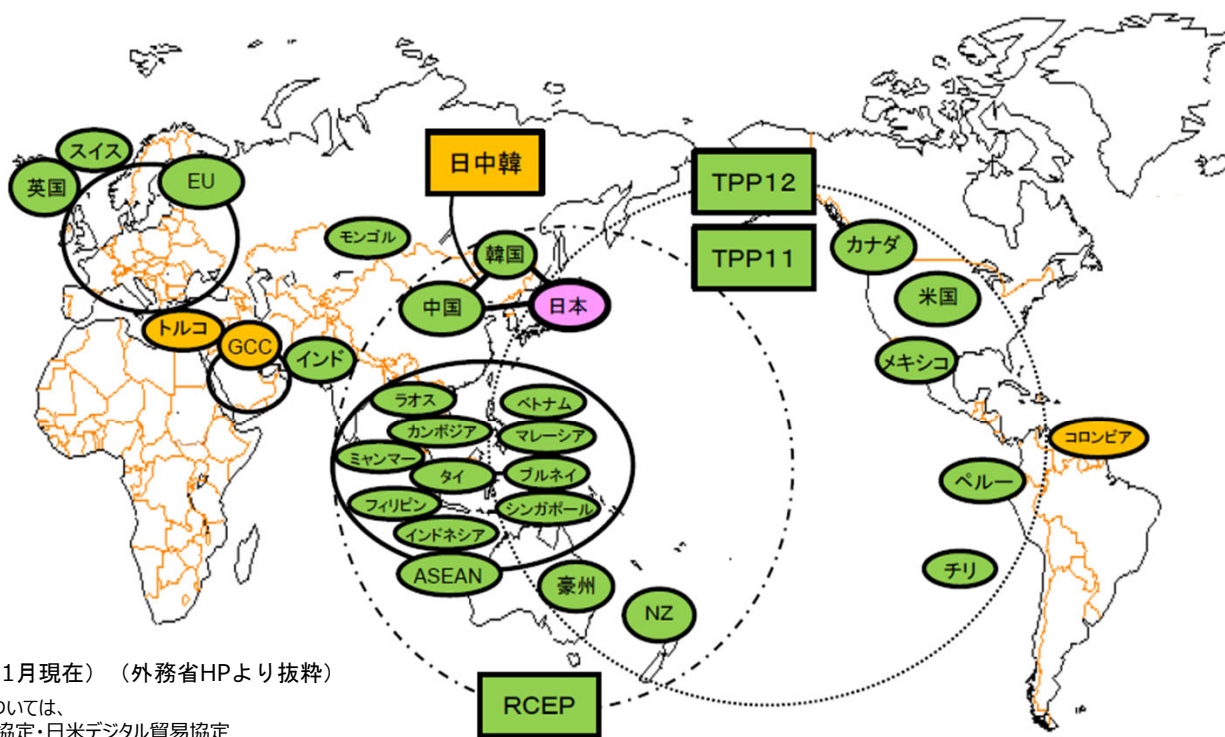 スイス
英国
EU
日中韓
TPP12
TPP11
モンゴル
韓国
中国
日本
カナダ
米国
メキシコ
トルコ
GCC
インド
ラオス
ベトナム
カンボジア
マレーシア
ミャンマー
タイ
ブルネイ
フィリピン
シンガポール
インドネシア
ASEAN
豪州
NZ
コロンビア
ペルー
チリ
RCEP
1月現在）（外務省HPより抜粋）
ついては、
協定・日米デジタル貿易協定